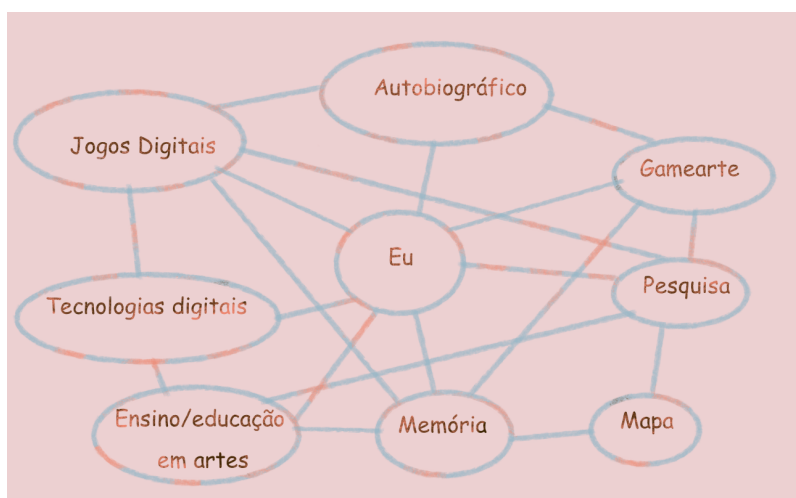 Autobiográfico
Jogos Digitais
Gamearte
Eu
Pesquisa
Tecnologias digitais
Ensino/educação
em artes
Memória
Mapa